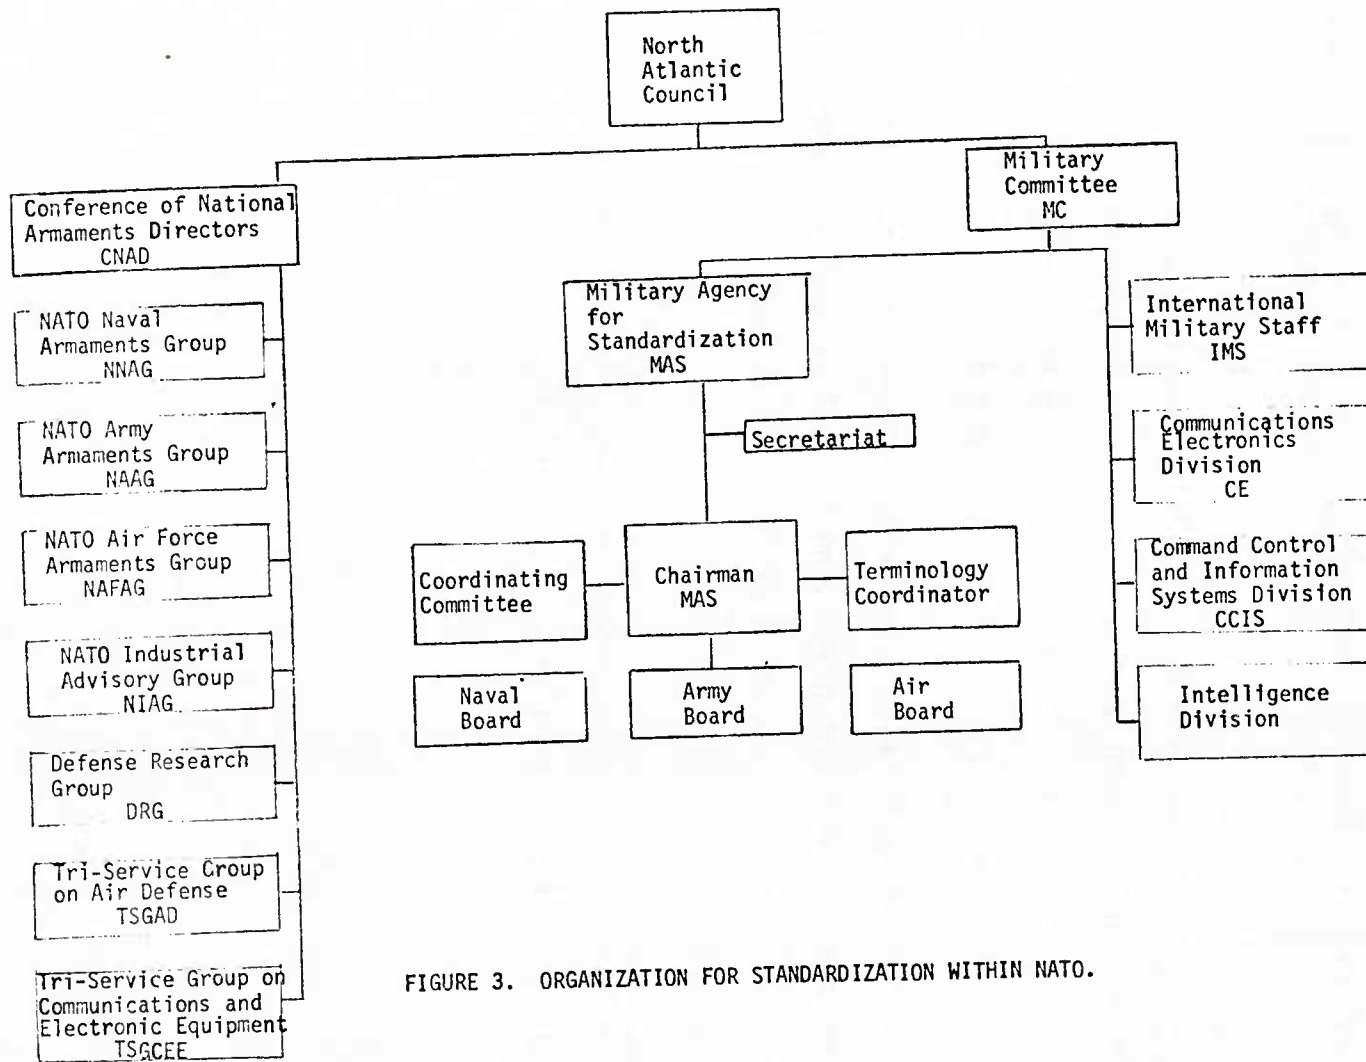 North
Atlantic
Council
Military
Committee
MC
Conference of National
Armaments Directors
CNAD
NATO Naval
Armaments Group
NNAG
NATO Army
Armaments Group
NAAG
NATO Air Force
Armaments Group
NAFAG
NATO Industrial
Advisory Group
NIAG
Defense Research
Group
DRG
Tri-Service Group
on Air Defense
TSGAD
Tri-Service Group on
Communications and
Electronic Equipment
TSGCEE
Military Agency
for
Standardization
MAS
Secretariat
Coordinating
Committee
Chairman
MAS
Terminology
Coordinator
Naval
Board
Army
Board
Air
Board
International
Military Staff
IMS
Communications
Electronics
Division
CE
Command Control
and Information
Systems Division
CCIS
Intelligence
Division
FIGURE 3. ORGANIZATION FOR STANDARDIZATION WITHIN NATO.